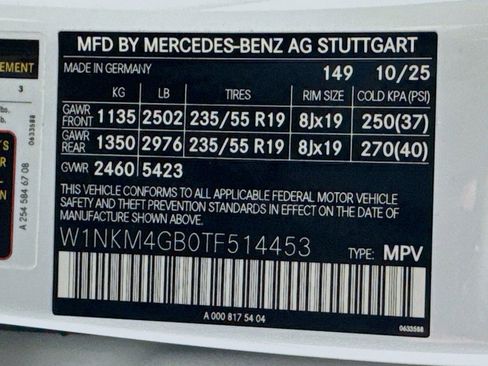 MFD BY MERCEDES-BENZ AG STUTTGART
MADE IN GERMANY 149 10/25
KG LB TIRES RIM SIZE COLD KPA(PSI)
GAWR FRONT 1135 2502 235/55 R19 8Jx19 250(37)
GAWR REAR 1350 2976 235/55 R19 8Jx19 270(40)
GVWR 2460 5423
THIS VEHICLE CONFORMS TO ALL APPLICABLE FEDERAL MOTOR VEHICLE
SAFETY AND THEFT PREVENTION STANDARDS IN EFFECT ON THE DATE
OF MANUFACTURE SHOWN ABOVE.
W1NKM4GB0TF514453 TYPE: MPV
A 000 817 54 04
0633588
EMENT
3
lbs.
0633588
A 254 584 67 08